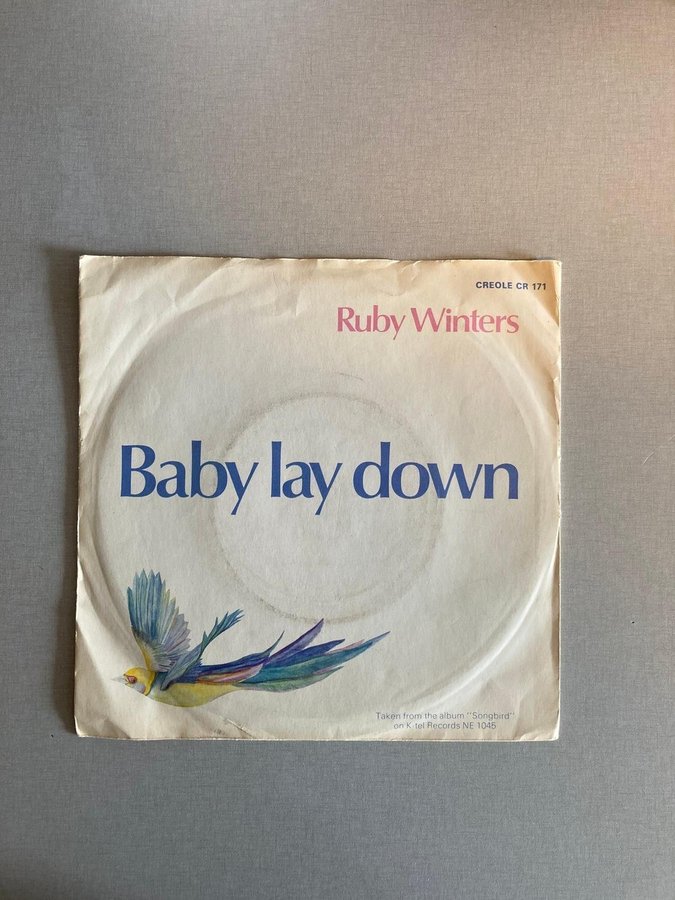 CREOLE CR 171
Ruby Winters
Baby lay down
Taken from the album "Songbird"
on K-tel Records NE 1045